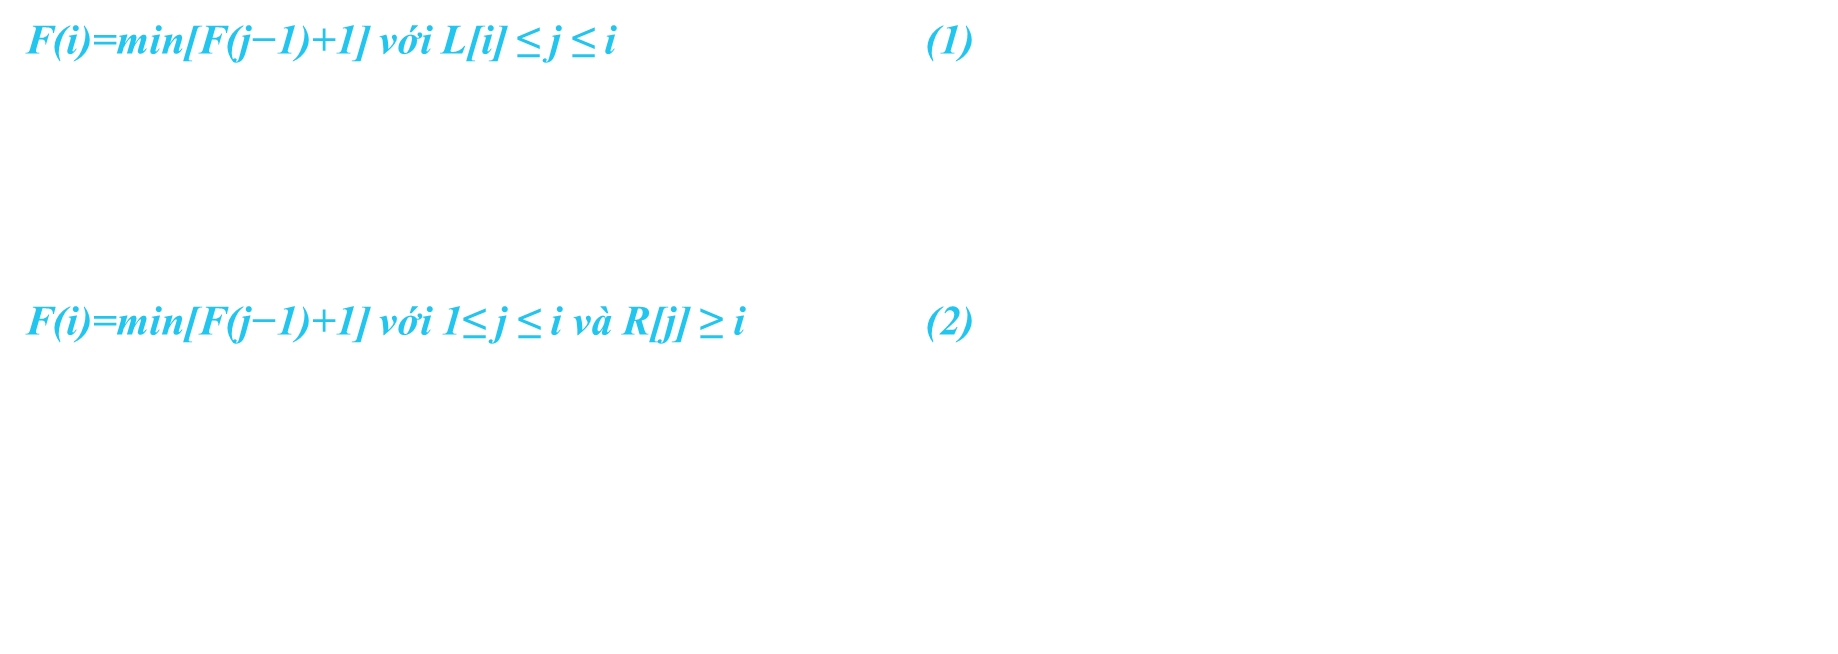 F(i)=min[F(j−1)+1] với L[i] ≤ j ≤ i (1)
F(i)=min[F(j−1)+1] với 1≤ j ≤ i và R[j] ≥ i (2)